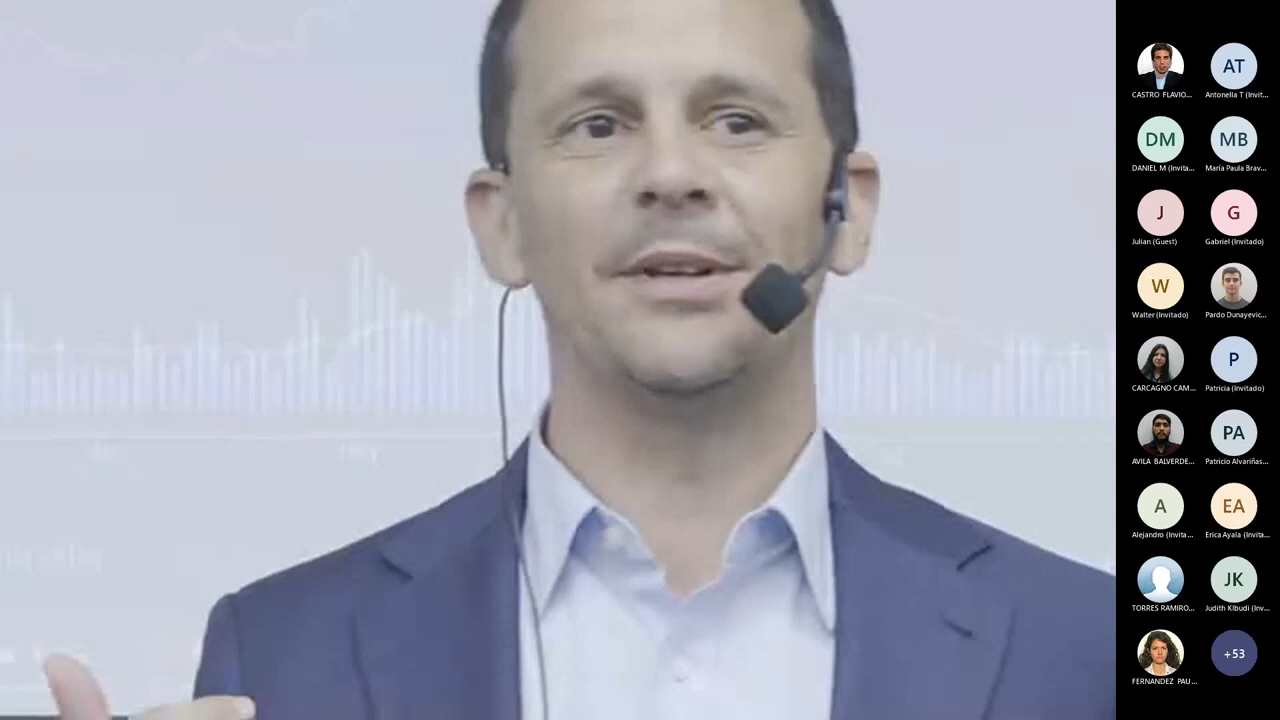 CASTRO FLAVIO...
AT
Antonella T (Invit...
DM
DANIEL M (Invita...
MB
María Paula Brav...
J
Julian (Guest)
G
Gabriel (Invitado)
W
Walter (Invitado)
Pardo Dunayevic...
CARCAGNO CAM...
P
Patricia (Invitado)
AVILA BALVERDE...
PA
Patricio Alvariñas...
A
Alejandro (Invita...
EA
Erica Ayala (Invita...
TORRES RAMIRO...
JK
Judith Klbudi (Inv...
FERNANDEZ PAU...
+53